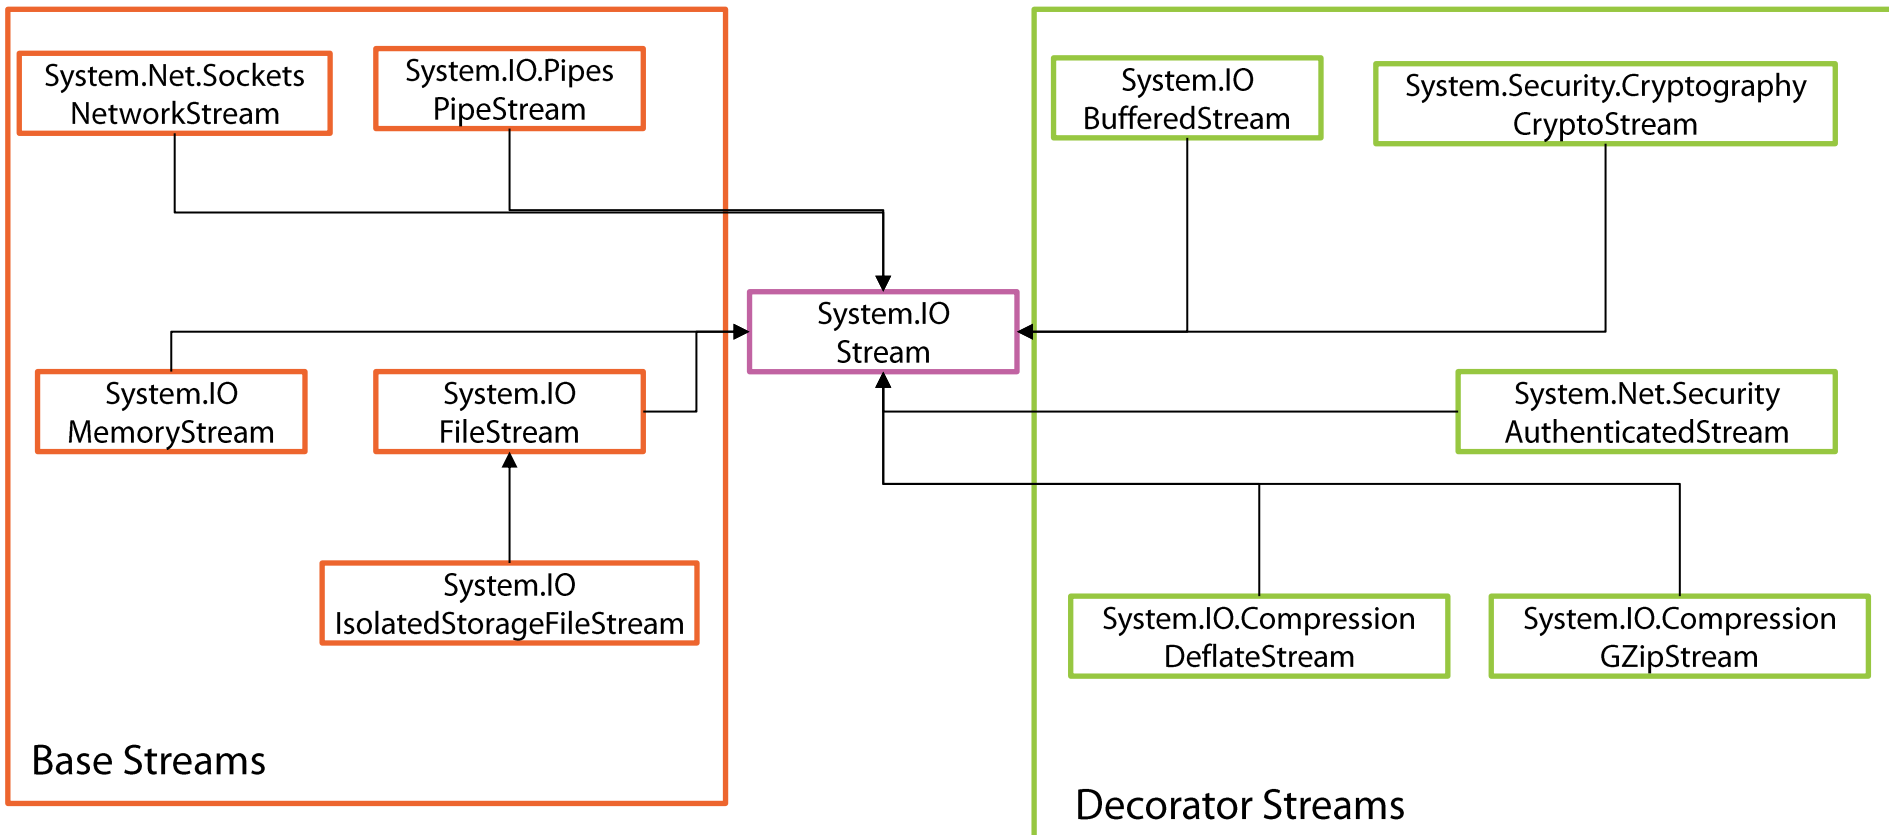 System.Net.Sockets
NetworkStream
System.IO.Pipes
PipeStream
System.IO
MemoryStream
System.IO
FileStream
System.IO
IsolatedStorageFileStream
Base Streams
System.IO
Stream
System.IO
BufferedStream
System.Security.Cryptography
CryptoStream
System.Net.Security
AuthenticatedStream
System.IO.Compression
DeflateStream
System.IO.Compression
GZipStream
Decorator Streams